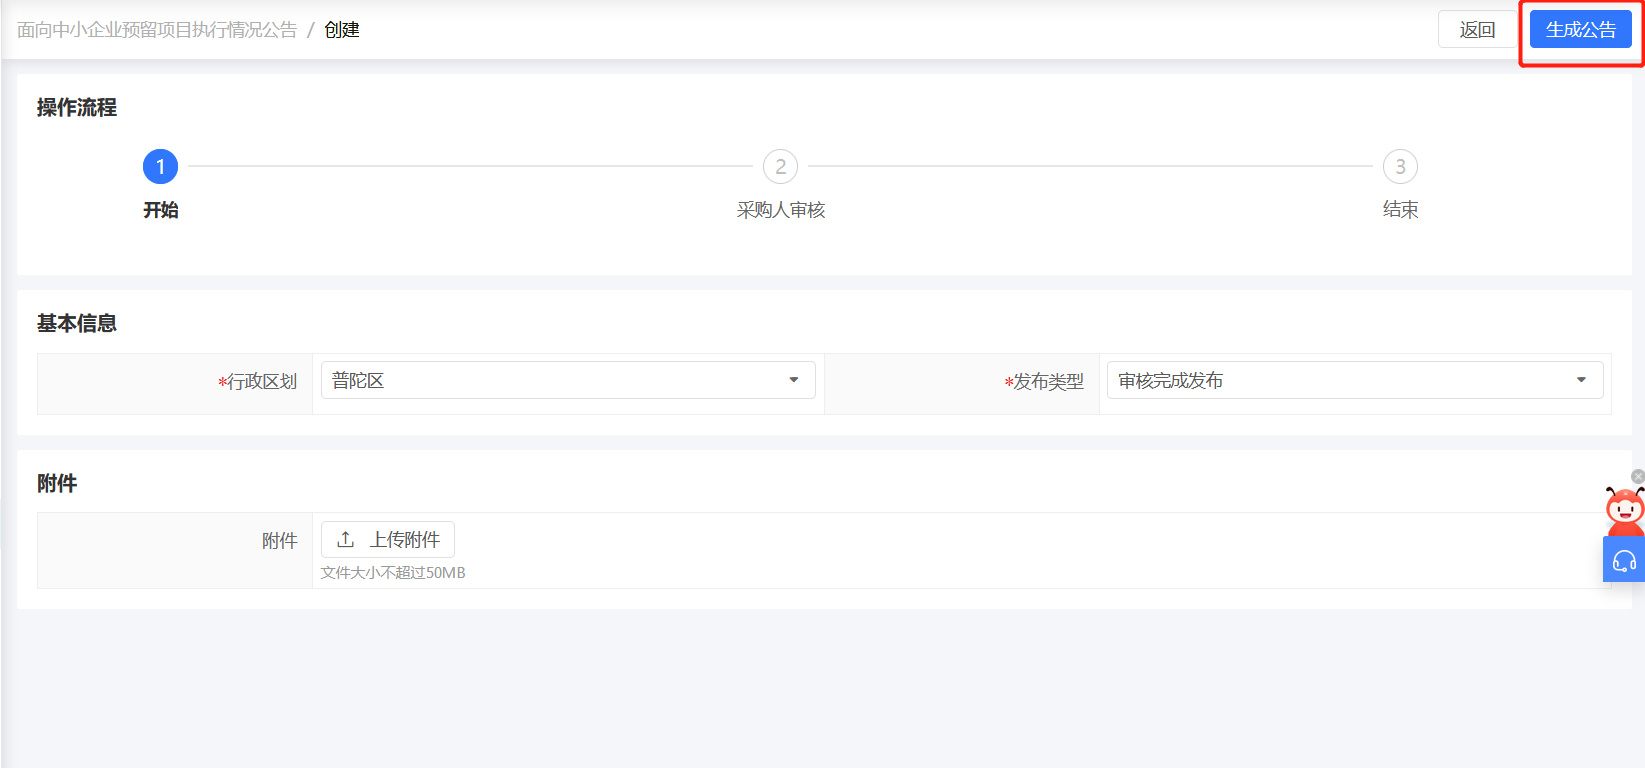 面向中小企业预留项目执行情况公告 / 创建
返回
生成公告
操作流程
1
2
3
开始
采购人审核
结束
基本信息
*行政区划
普陀区
*发布类型
审核完成发布
附件
附件
上传附件
文件大小不超过50MB